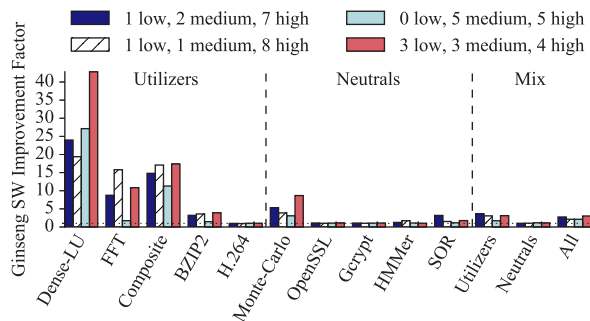 1 low, 2 medium, 7 high
0 low, 5 medium, 5 high
1 low, 1 medium, 8 high
3 low, 3 medium, 4 high
Ginseng SW Improvement Factor
Utilizers
Neutrals
Mix
40
35
30
25
20
15
10
5
0
Dense-LU
FFT
Composite
BZIP2
H.264
Monte-Carlo
OpenSSL
Gcrypt
HMMer
SOR
Utilizers
Neutrals
All